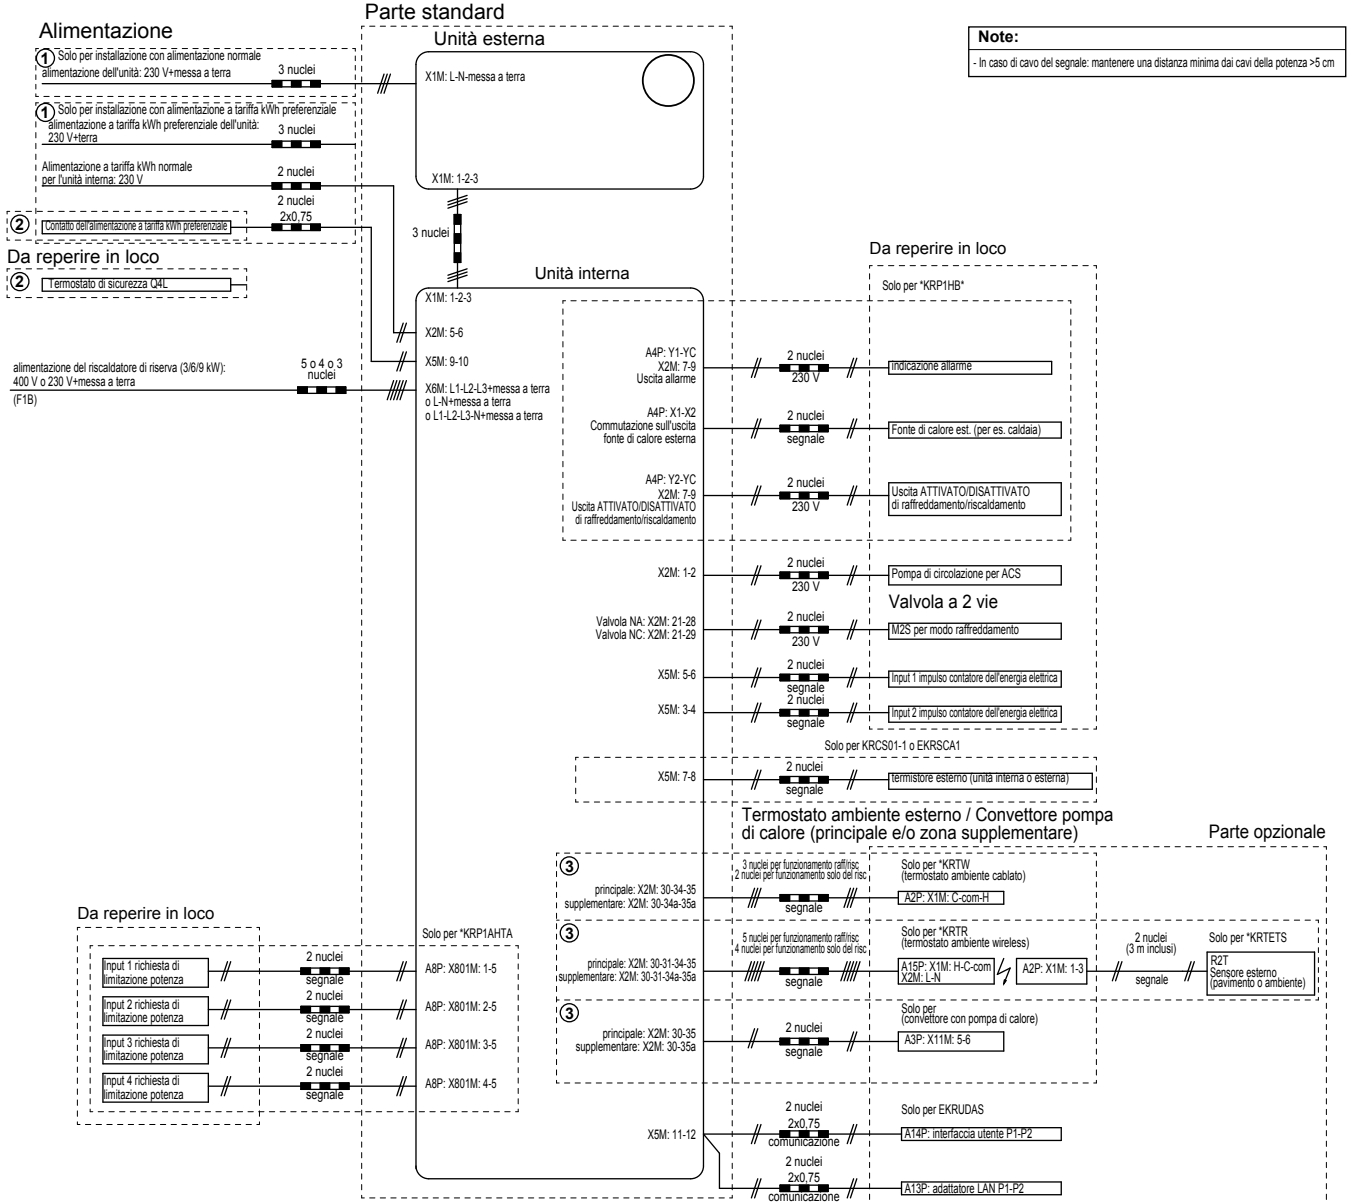 Parte standard
Alimentazione
Unità esterna
Note:
- In caso di cavo del segnale: mantenere una distanza minima dai cavi della potenza >5 cm
1 Solo per installazione con alimentazione normale
alimentazione dell'unità: 230 V+messa a terra
3 nuclei
X1M: L-N-messa a terra
1 Solo per installazione con alimentazione a tariffa kWh preferenziale
alimentazione a tariffa kWh preferenziale dell'unità:
230 V+terra
3 nuclei
Alimentazione a tariffa kWh normale
per l'unità interna: 230 V
2 nuclei
X1M: 1-2-3
2 nuclei
2x0,75
2 Contatto dell'alimentazione a tariffa kWh preferenziale
3 nuclei
Da reperire in loco
2 Termostato di sicurezza Q4L
Unità interna
Da reperire in loco
Solo per *KRP1HB*
X1M: 1-2-3
X2M: 5-6
X5M: 9-10
alimentazione del riscaldatore di riserva (3/6/9 kW):
400 V o 230 V+messa a terra
(F1B)
5 o 4 o 3
nuclei
X6M: L1-L2-L3+messa a terra
o L-N+messa a terra
o L1-L2-L3-N+messa a terra
A4P: Y1-YC
X2M: 7-9
Uscita allarme
2 nuclei
230 V
Indicazione allarme
A4P: X1-X2
Commutazione sull'uscita
fonte di calore esterna
2 nuclei
segnale
Fonte di calore est. (per es. caldaia)
A4P: Y2-YC
X2M: 7-9
Uscita ATTIVATO/DISATTIVATO
di raffreddamento/riscaldamento
2 nuclei
230 V
Uscita ATTIVATO/DISATTIVATO
di raffreddamento/riscaldamento
X2M: 1-2
2 nuclei
230 V
Pompa di circolazione per ACS
Valvola a 2 vie
Valvola NA: X2M: 21-28
Valvola NC: X2M: 21-29
2 nuclei
230 V
M2S per modo raffreddamento
X5M: 5-6
2 nuclei
segnale
Input 1 impulso contatore dell'energia elettrica
X5M: 3-4
2 nuclei
segnale
Input 2 impulso contatore dell'energia elettrica
Solo per KRCS01-1 o EKRSCA1
X5M: 7-8
2 nuclei
segnale
termistore esterno (unità interna o esterna)
Termostato ambiente esterno / Convettore pompa
di calore (principale e/o zona supplementare)
Parte opzionale
3
principale: X2M: 30-34-35
supplementare: X2M: 30-34a-35a
3 nuclei per funzionamento raff/risc
2 nuclei per funzionamento solo del risc
segnale
Solo per *KRTW
(termostato ambiente cablato)
A2P: X1M: C-com-H
3
principale: X2M: 30-31-34-35
supplementare: X2M: 30-31-34a-35a
5 nuclei per funzionamento raff/risc
4 nuclei per funzionamento solo del risc
segnale
Solo per *KRTR
(termostato ambiente wireless)
A15P: X1M: H-C-com
X2M: L-N
A2P: X1M: 1-3
2 nuclei
(3 m inclusi)
segnale
Solo per *KRTETS
R2T
Sensore esterno
(pavimento o ambiente)
3
principale: X2M: 30-35
supplementare: X2M: 30-35a
2 nuclei
segnale
Solo per
(convettore con pompa di calore)
A3P: X11M: 5-6
Da reperire in loco
Solo per *KRP1AHTA
Input 1 richiesta di
limitazione potenza
2 nuclei
segnale
A8P: X801M: 1-5
Input 2 richiesta di
limitazione potenza
2 nuclei
segnale
A8P: X801M: 2-5
Input 3 richiesta di
limitazione potenza
2 nuclei
segnale
A8P: X801M: 3-5
Input 4 richiesta di
limitazione potenza
2 nuclei
segnale
A8P: X801M: 4-5
X5M: 11-12
2 nuclei
2x0,75
comunicazione
Solo per EKRUDAS
A14P: interfaccia utente P1-P2
2 nuclei
2x0,75
comunicazione
A13P: adattatore LAN P1-P2